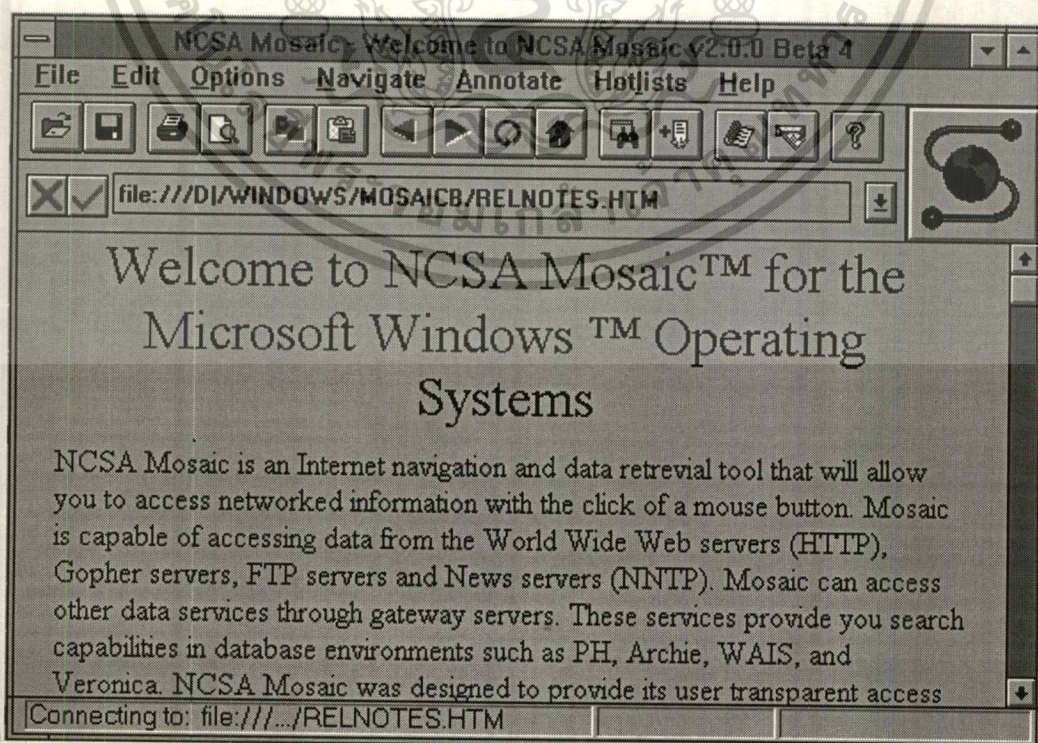 NCSA Mosaic - Welcome to NCSA Mosaic v2.0.0 Beta 4
File Edit Options Navigate Annotate Hotlists Help
file:///D|/WINDOWS/MOSAICB/RELNOTES.HTM
Welcome to NCSA Mosaic™ for the
Microsoft Windows ™ Operating
Systems
NCSA Mosaic is an Internet navigation and data retrevial tool that will allow
you to access networked information with the click of a mouse button. Mosaic
is capable of accessing data from the World Wide Web servers (HTTP),
Gopher servers, FTP servers and News servers (NNTP). Mosaic can access
other data services through gateway servers. These services provide you search
capabilities in database environments such as PH, Archie, WAIS, and
Veronica. NCSA Mosaic was designed to provide its user transparent access
Connecting to: file:///.../RELNOTES.HTM